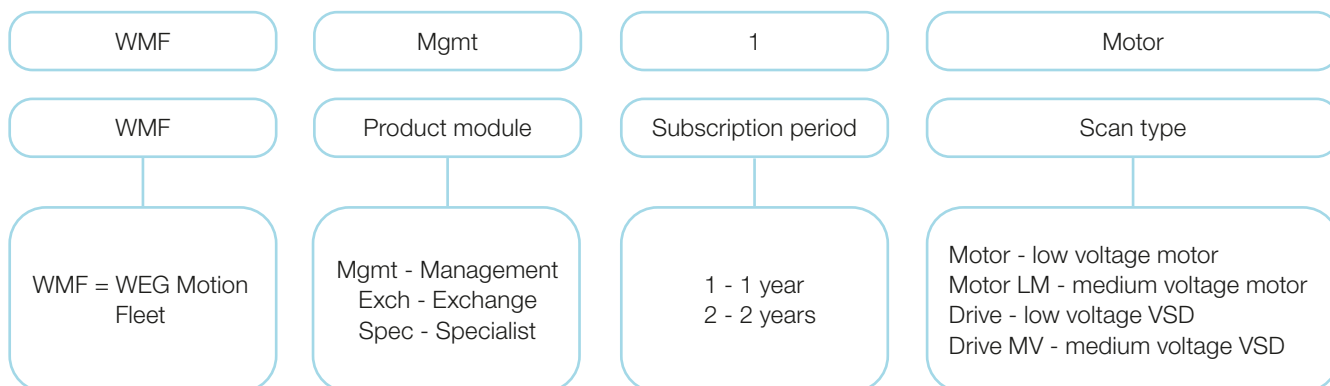 WMF
Mgmt
1
Motor
WMF
Product module
Subscription period
Scan type
WMF = WEG Motion
Fleet
Mgmt - Management
Exch - Exchange
Spec - Specialist
1 - 1 year
2 - 2 years
Motor - low voltage motor
Motor LM - medium voltage motor
Drive - low voltage VSD
Drive MV - medium voltage VSD